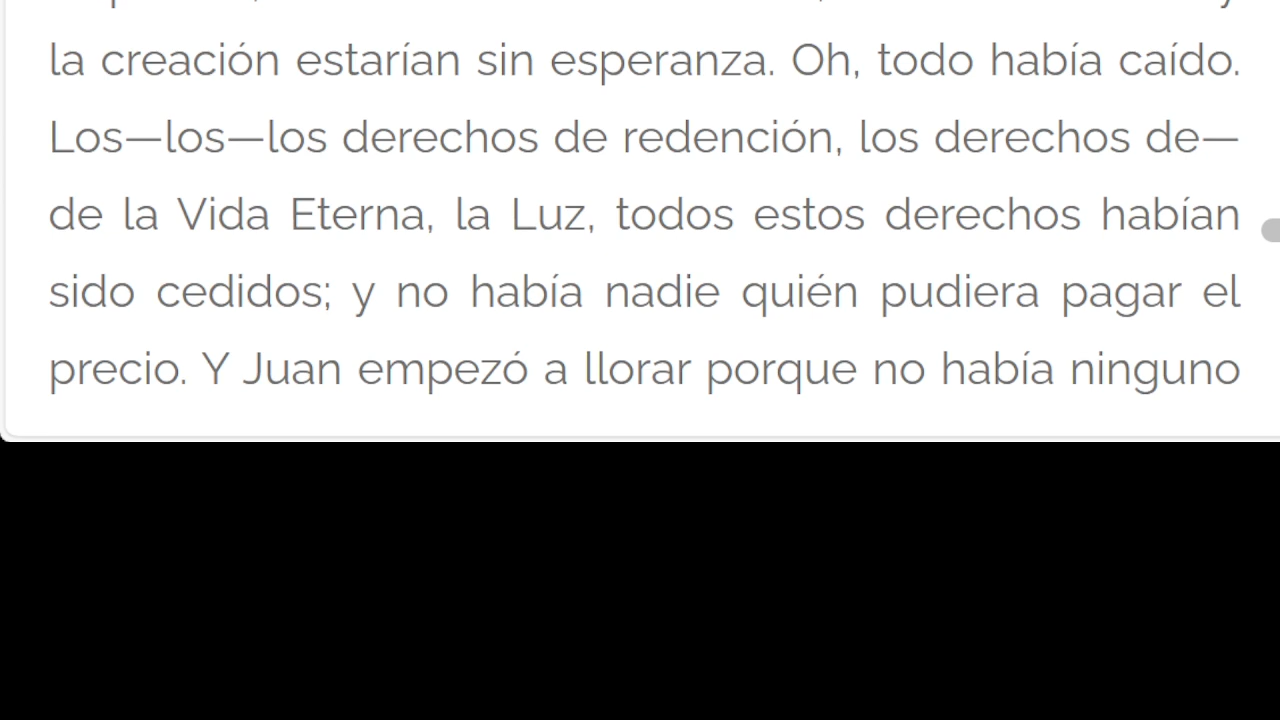 la creación estarían sin esperanza. Oh, todo había caído.
Los—los—los derechos de redención, los derechos de—
de la Vida Eterna, la Luz, todos estos derechos habían
sido cedidos; y no había nadie quién pudiera pagar el
precio. Y Juan empezó a llorar porque no había ninguno